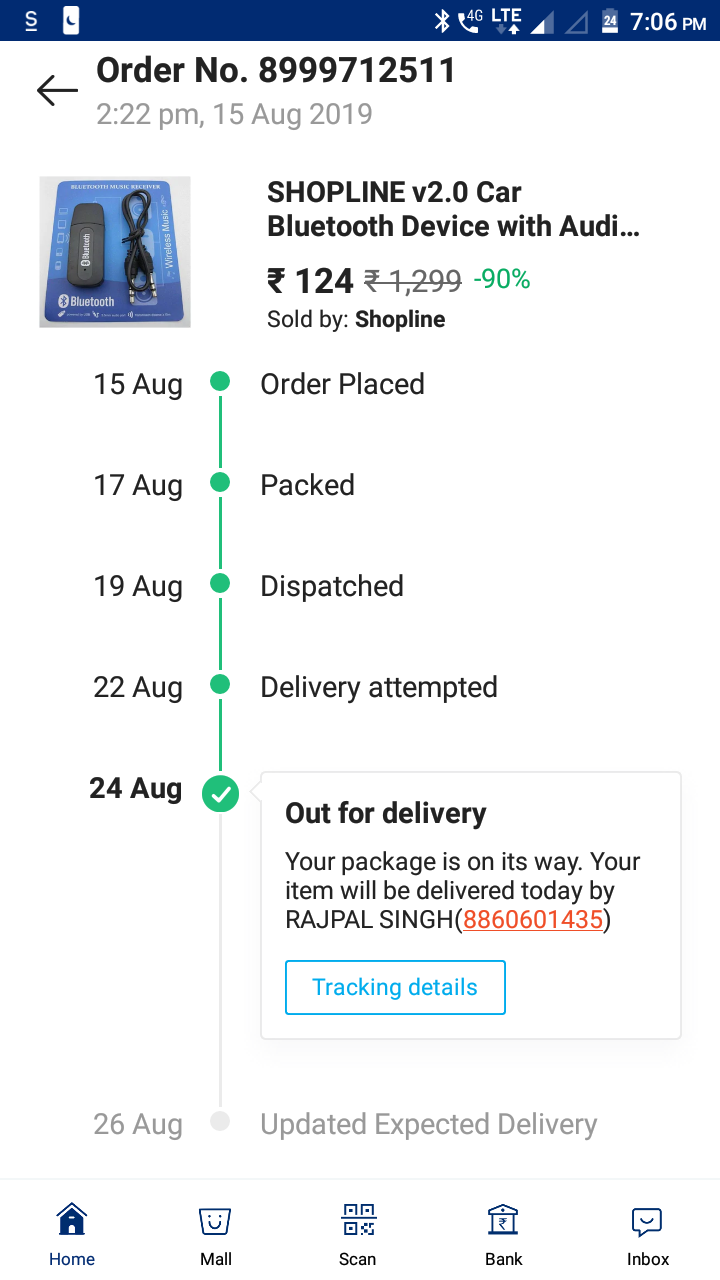 S
4G LTE 24 7:06 PM
Order No. 8999712511
2:22 pm, 15 Aug 2019
BLUETOOTH MUSIC RECEIVER
Bluetooth
Wireless Music
Bluetooth
SHOPLINE v2.0 Car
Bluetooth Device with Audi...
₹ 124 ₹ 1,299 -90%
Sold by: Shopline
15 Aug Order Placed
17 Aug Packed
19 Aug Dispatched
22 Aug Delivery attempted
24 Aug Out for delivery
Your package is on its way. Your
item will be delivered today by
RAJPAL SINGH(8860601435)
Tracking details
26 Aug Updated Expected Delivery
Home Mall Scan Bank Inbox